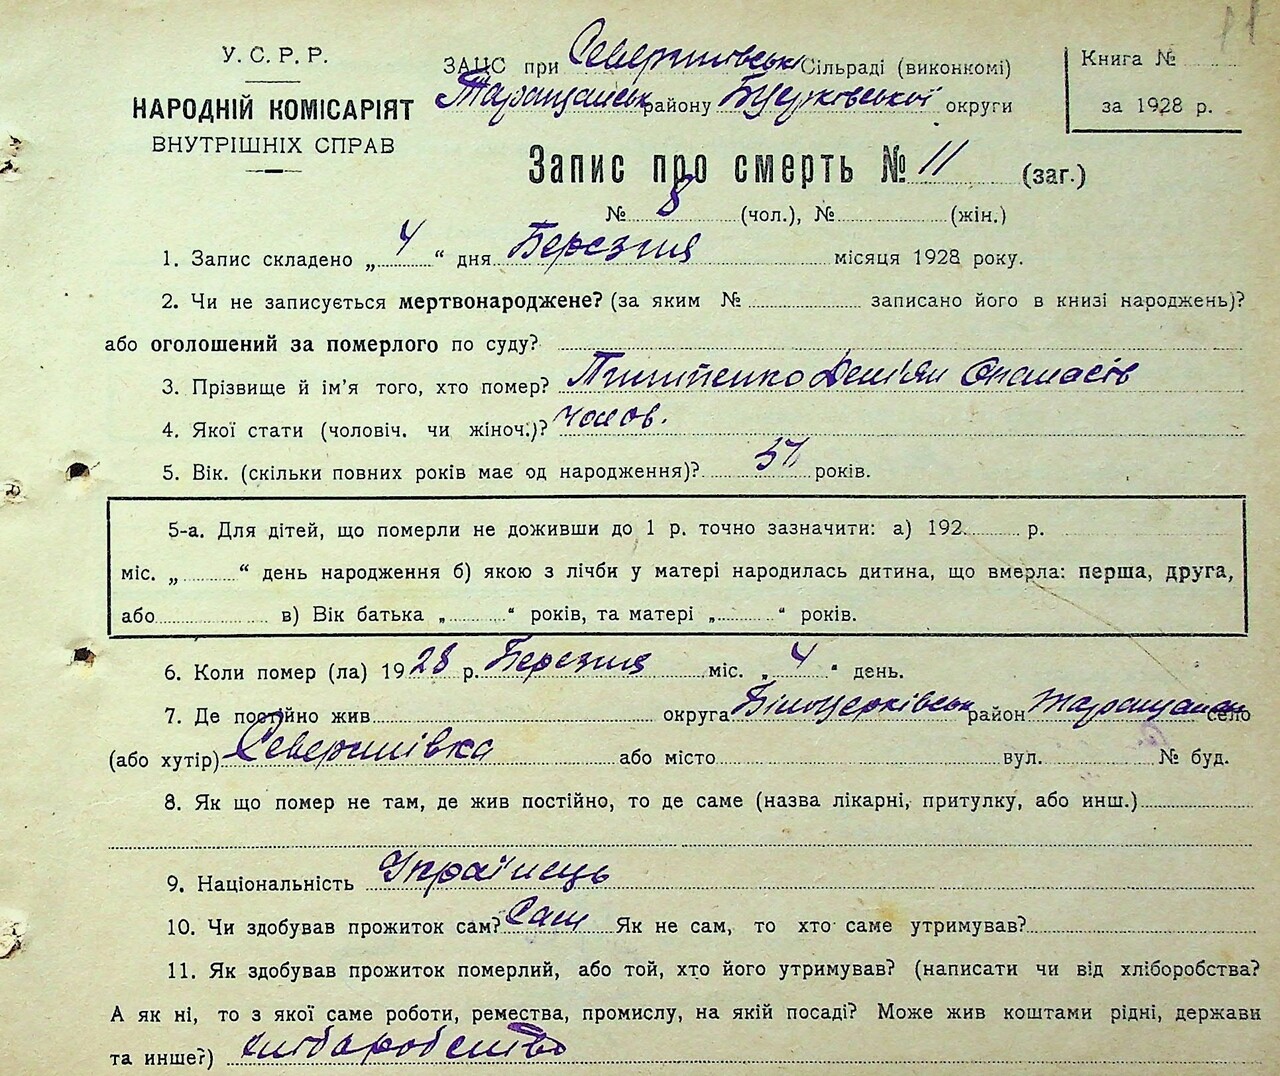 У. С. Р. Р.
НАРОДНІЙ КОМІСАРІЯТ
ВНУТРІШНІХ СПРАВ
ЗАЦС при Северинівськ Сільраді (виконкомі)
Таращанськ району Б Церковської округи
Книга №
за 1928 р.
Запис про смерть № 11 (заг.)
№ 8 (чол.), № (жін.)
1. Запис складено „ 4 “ дня Березня місяця 1928 року.
2. Чи не записується мертвонароджене? (за яким № записано його в книзі народжень)?
або оголошений за померлого по суду?
3. Прізвище й ім'я того, хто помер? Пилипенко Дем'ян Опанасів
4. Якої стати (чоловіч. чи жіноч.)? чолов.
5. Вік. (скільки повних років має од народження)? років.
5-а. Для дітей, що померли не доживши до 1 р. точно зазначити: а) 192 р.
міс. „ “ день народження б) якою з лічби у матері народилась дитина, що вмерла: перша, друга,
або в) Вік батька „ “ років, та матері „ “ років.
6. Коли помер (ла) 1928 р. Березня міс. „ 4 “ день.
7. Де постійно жив округа Білоцерківськ район Таращанськ село
(або хутір) Северинівка або місто вул. № буд.
8. Як що помер не там, де жив постійно, то де саме (назва лікарні, притулку, або инш.)
9. Національність Українець
10. Чи здобував прожиток сам? Сам Як не сам, то хто саме утримував?
11. Як здобував прожиток померлий, або той, хто його утримував? (написати чи від хліборобства?
А як ні, то з якої саме роботи, ремества, промислу, на якій посаді? Може жив коштами рідні, держави
та инше?) хліборобство